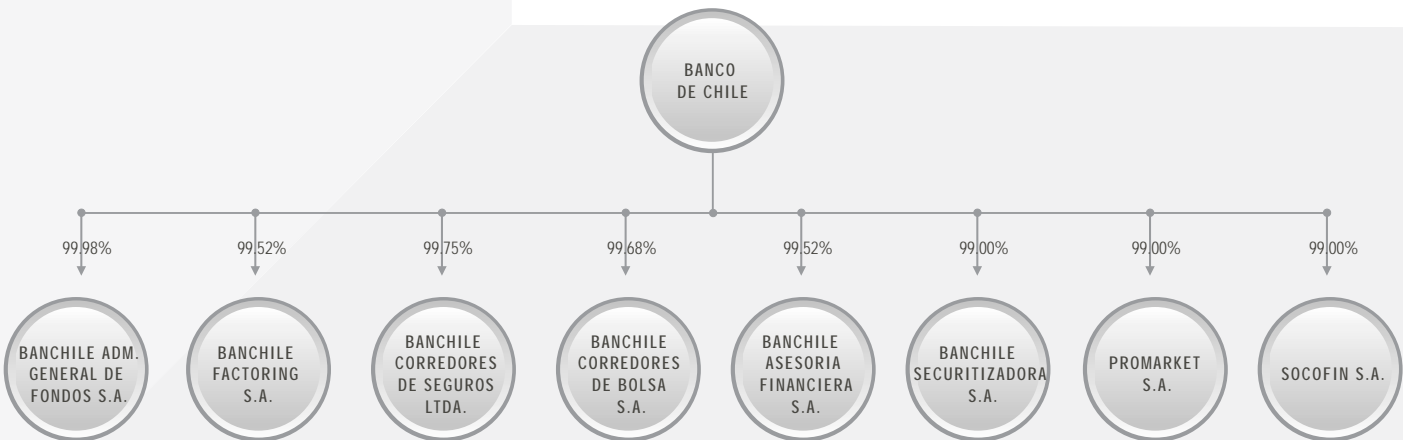 BANCO
DE CHILE
99.98%
99.52%
99.75%
99.68%
99.52%
99.00%
99.00%
99.00%
BANCHILE ADM.
GENERAL DE
FONDOS S.A.
BANCHILE
FACTORING
S.A.
BANCHILE
CORREDORES
DE SEGUROS
LTDA.
BANCHILE
CORREDORES
DE BOLSA
S.A.
BANCHILE
ASESORIA
FINANCIERA
S.A.
BANCHILE
SECURITIZADORA
S.A.
PROMARKET
S.A.
SOCOFIN S.A.